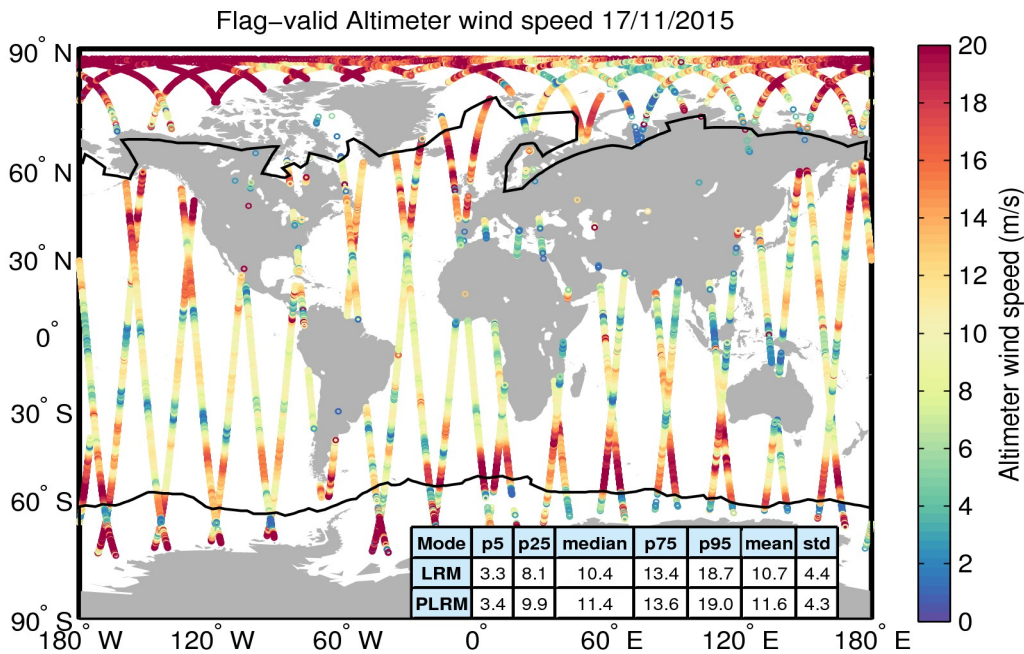 Flag−valid Altimeter wind speed 17/11/2015
90° N
60° N
30° N
0°
30° S
60° S
90° S
180° W
120° W
60° W
0°
60° E
120° E
180° E
20
18
16
14
12
10
8
6
4
2
0
Altimeter wind speed (m/s)
Mode p5 p25 median p75 p95 mean std
LRM 3.3 8.1 10.4 13.4 18.7 10.7 4.4
PLRM 3.4 9.9 11.4 13.6 19.0 11.6 4.3